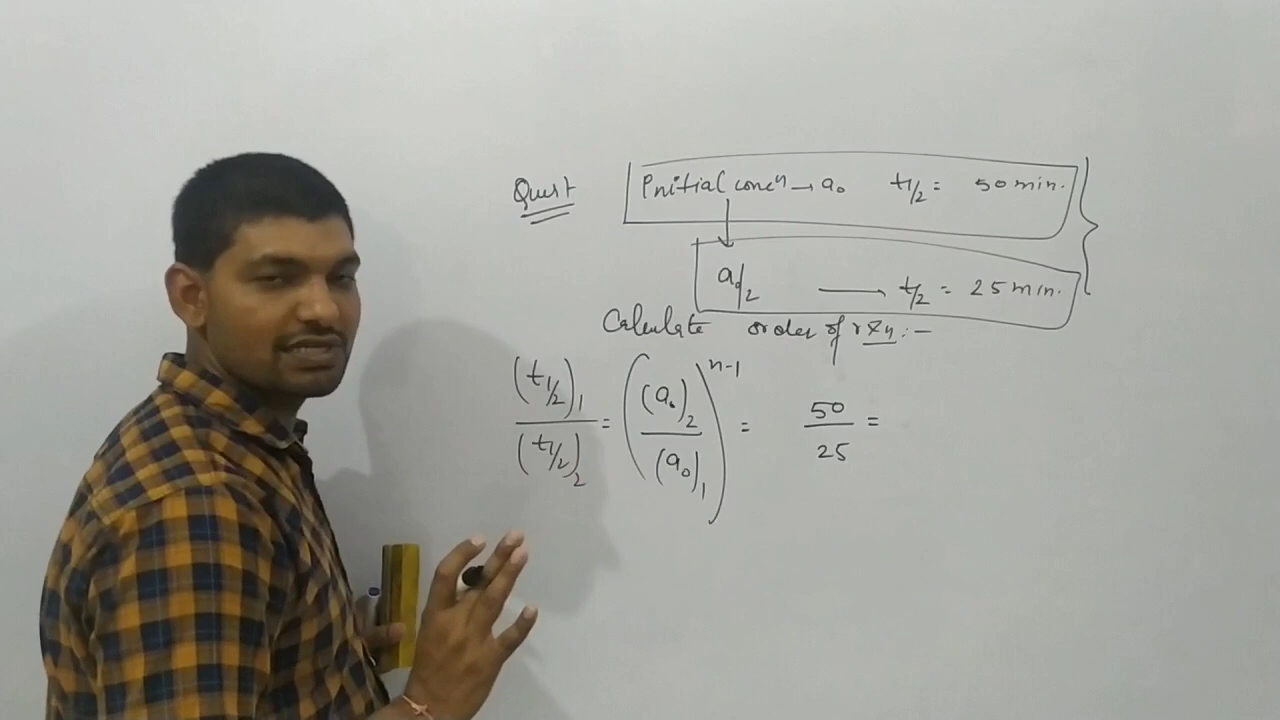 Quest Initial concn → a₀ t1/2 = 50 min.
a₀/2 → t1/2 = 25 min.
Calculate order of rxn :-
(t1/2)₁ / (t1/2)₂ = ((a₀)₂ / (a₀)₁)^n-1 = 50/25 =